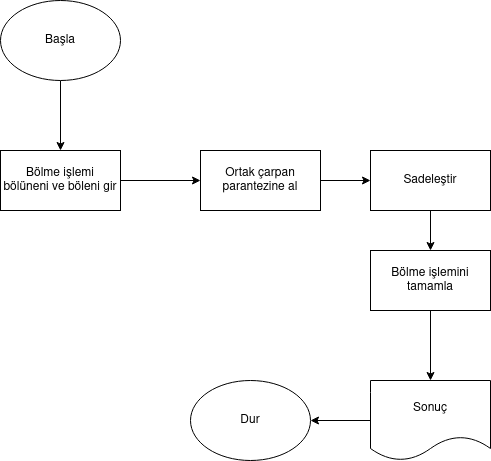 Başla
Bölme işlemi
bölüneni ve böleni gir
Ortak çarpan
parantezine al
Sadeleştir
Bölme işlemini
tamamla
Sonuç
Dur